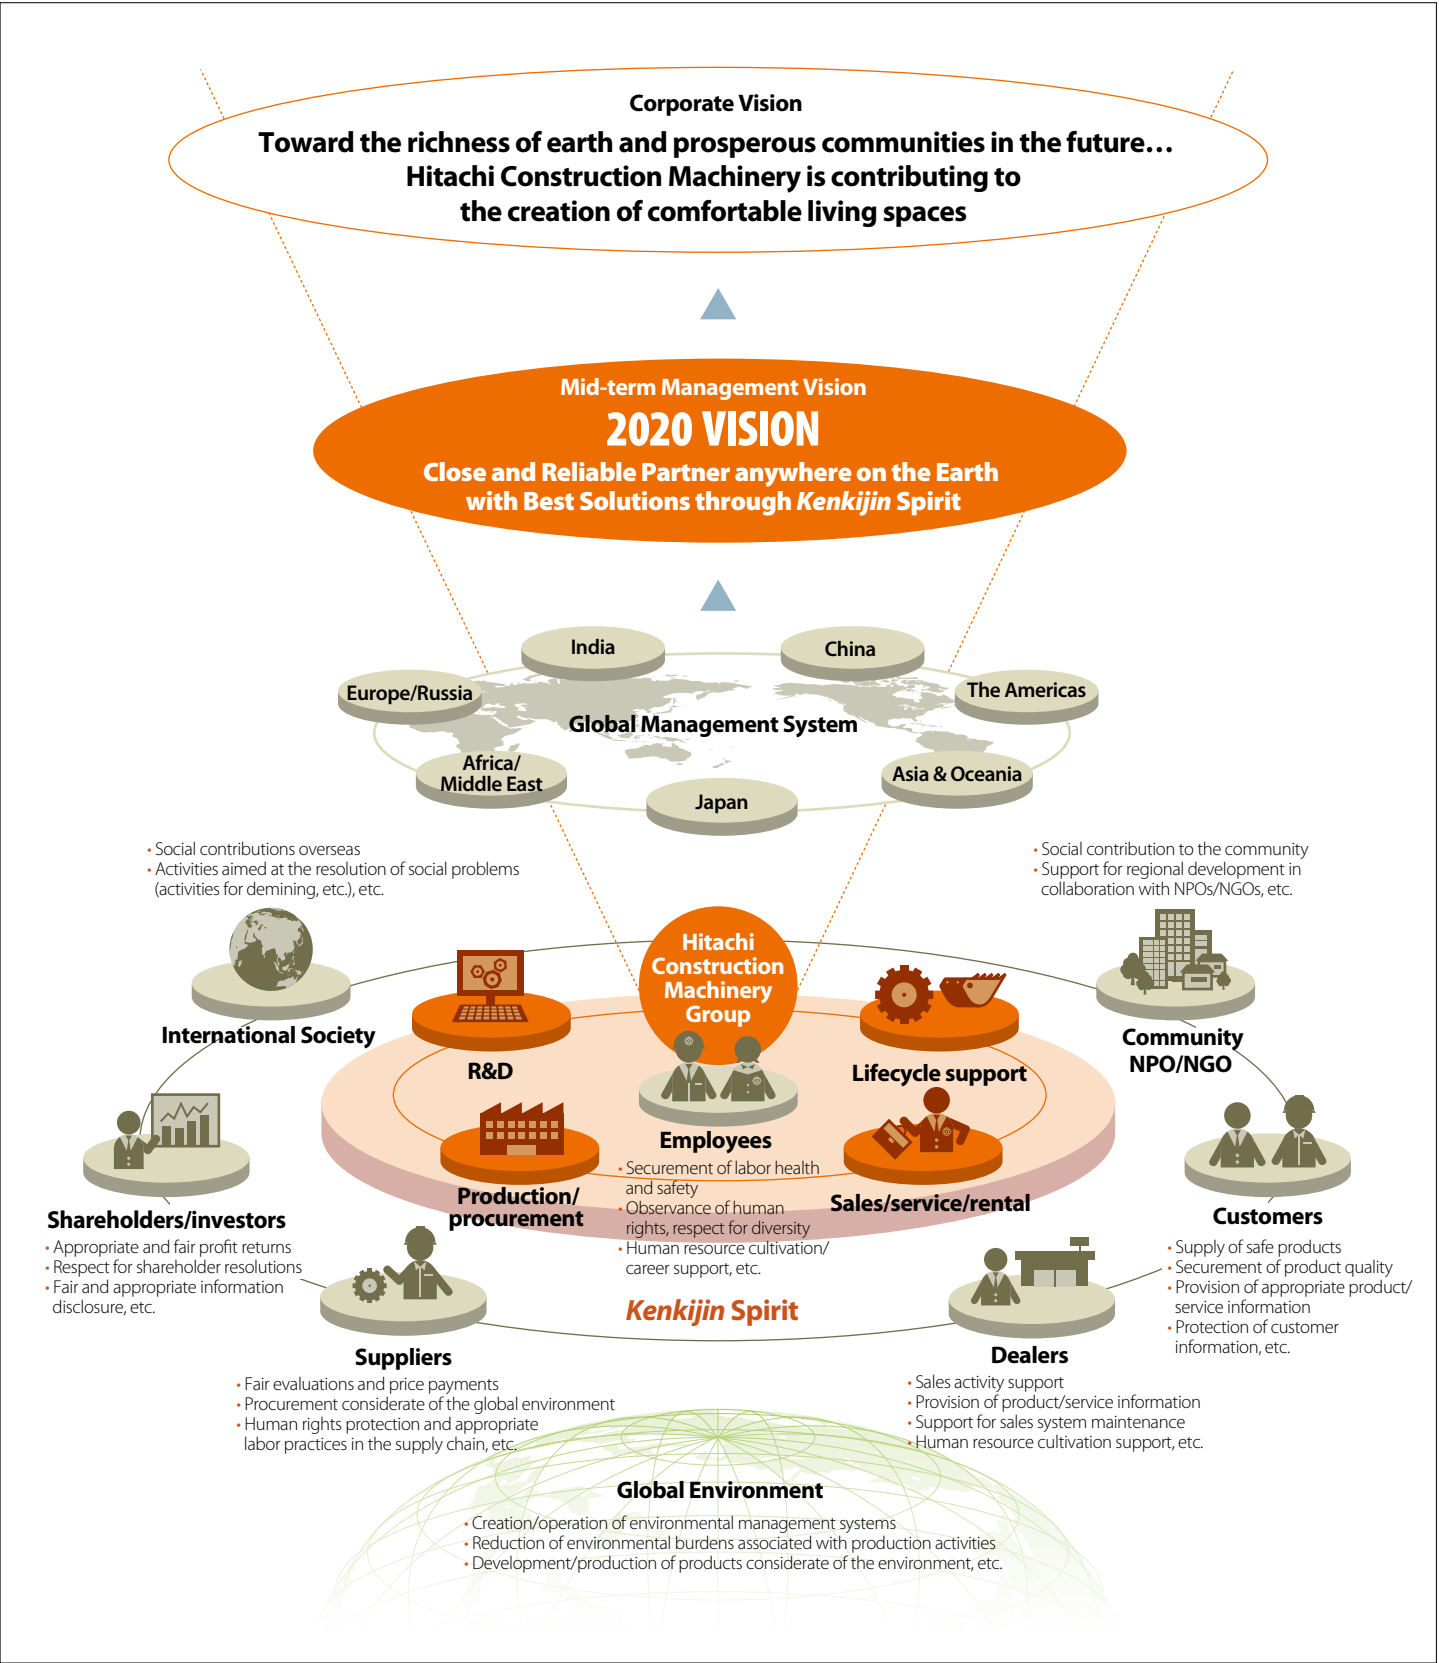 Corporate Vision
Toward the richness of earth and prosperous communities in the future…
Hitachi Construction Machinery is contributing to
the creation of comfortable living spaces
Mid-term Management Vision
2020 VISION
Close and Reliable Partner anywhere on the Earth
with Best Solutions through Kenkijin Spirit
India
China
Europe/Russia
The Americas
Global Management System
Africa/
Middle East
Asia & Oceania
Japan
• Social contributions overseas
• Activities aimed at the resolution of social problems
(activities for demining, etc.), etc.
International Society
• Social contribution to the community
• Support for regional development in
collaboration with NPOs/NGOs, etc.
Community
NPO/NGO
Hitachi
Construction
Machinery
Group
R&D
Lifecycle support
Employees
• Securement of labor health
and safety
• Observance of human
rights, respect for diversity
• Human resource cultivation/
career support, etc.
Production/
procurement
Sales/service/rental
Kenkijin Spirit
Shareholders/investors
• Appropriate and fair profit returns
• Respect for shareholder resolutions
• Fair and appropriate information
disclosure, etc.
Customers
• Supply of safe products
• Securement of product quality
• Provision of appropriate product/
service information
• Protection of customer
information, etc.
Suppliers
• Fair evaluations and price payments
• Procurement considerate of the global environment
• Human rights protection and appropriate
labor practices in the supply chain, etc.
Dealers
• Sales activity support
• Provision of product/service information
• Support for sales system maintenance
• Human resource cultivation support, etc.
Global Environment
• Creation/operation of environmental management systems
• Reduction of environmental burdens associated with production activities
• Development/production of products considerate of the environment, etc.